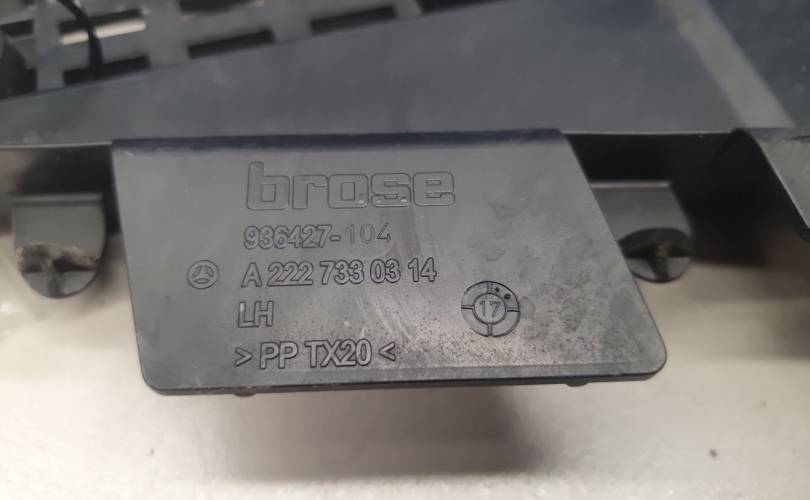 brose
936427-104
A 222 733 03 14
LH
17
>PP TX20<